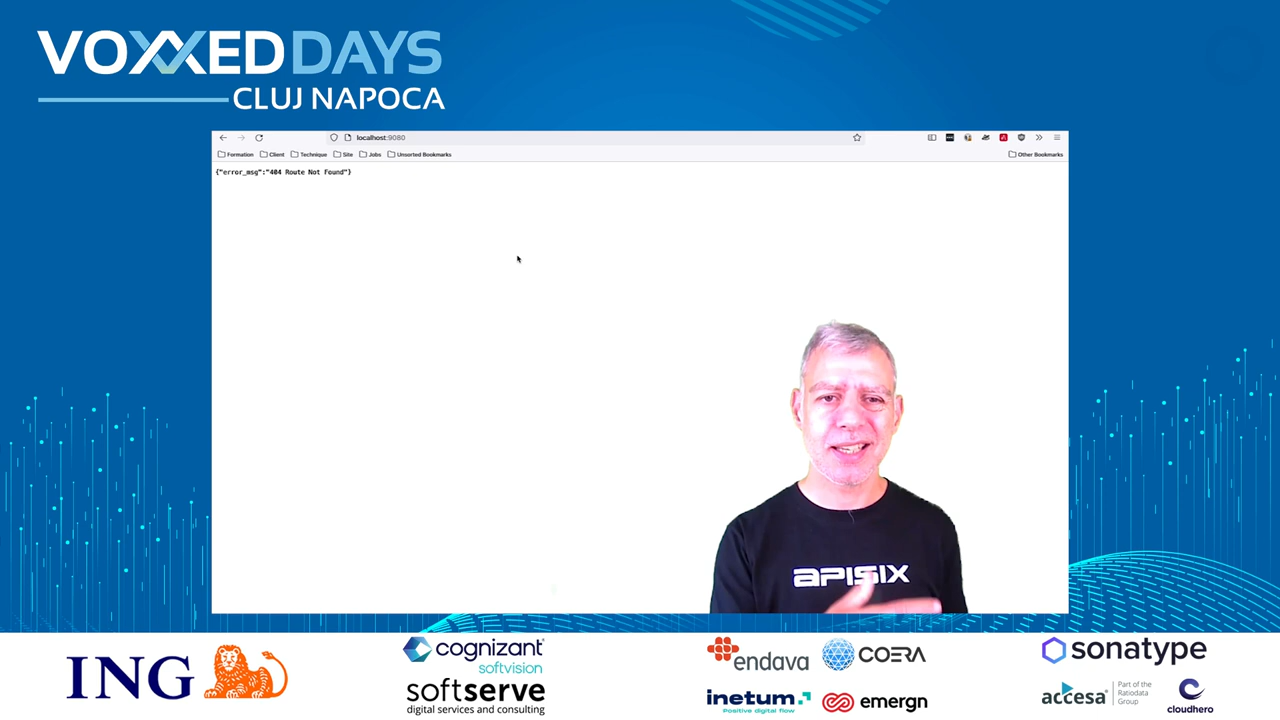 VOXXEDDAYS
CLUJ NAPOCA
localhost:9080
Formation
Client
Technique
Site
Jobs
Unsorted Bookmarks
Other Bookmarks
{"error_msg":"404 Route Not Found"}
APISIX
ING
cognizant
softvision
softserve
digital services and consulting
endava
COERA
inetum.
Positive digital flow
emergn
sonatype
accesa
Part of the
Ratiodata
Group
cloudhero